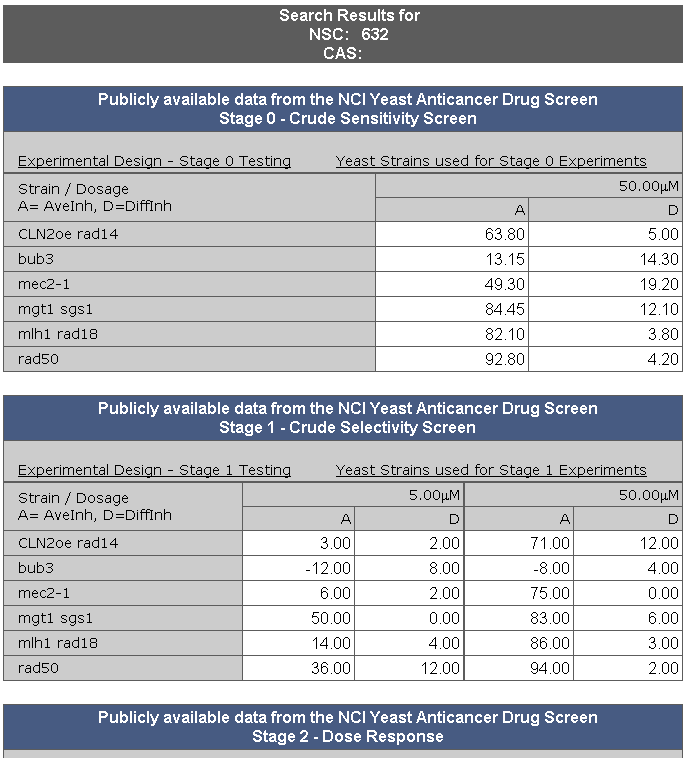 Search Results for
NSC: 632
CAS:
Publicly available data from the NCI Yeast Anticancer Drug Screen
Stage 0 - Crude Sensitivity Screen
Experimental Design - Stage 0 Testing Yeast Strains used for Stage 0 Experiments
Strain / Dosage 50.00µM
A= AveInh, D=DiffInh A D
CLN2oe rad14 63.80 5.00
bub3 13.15 14.30
mec2-1 49.30 19.20
mgt1 sgs1 84.45 12.10
mlh1 rad18 82.10 3.80
rad50 92.80 4.20
Publicly available data from the NCI Yeast Anticancer Drug Screen
Stage 1 - Crude Selectivity Screen
Experimental Design - Stage 1 Testing Yeast Strains used for Stage 1 Experiments
Strain / Dosage 5.00µM 50.00µM
A= AveInh, D=DiffInh A D A D
CLN2oe rad14 3.00 2.00 71.00 12.00
bub3 -12.00 8.00 -8.00 4.00
mec2-1 6.00 2.00 75.00 0.00
mgt1 sgs1 50.00 0.00 83.00 6.00
mlh1 rad18 14.00 4.00 86.00 3.00
rad50 36.00 12.00 94.00 2.00
Publicly available data from the NCI Yeast Anticancer Drug Screen
Stage 2 - Dose Response